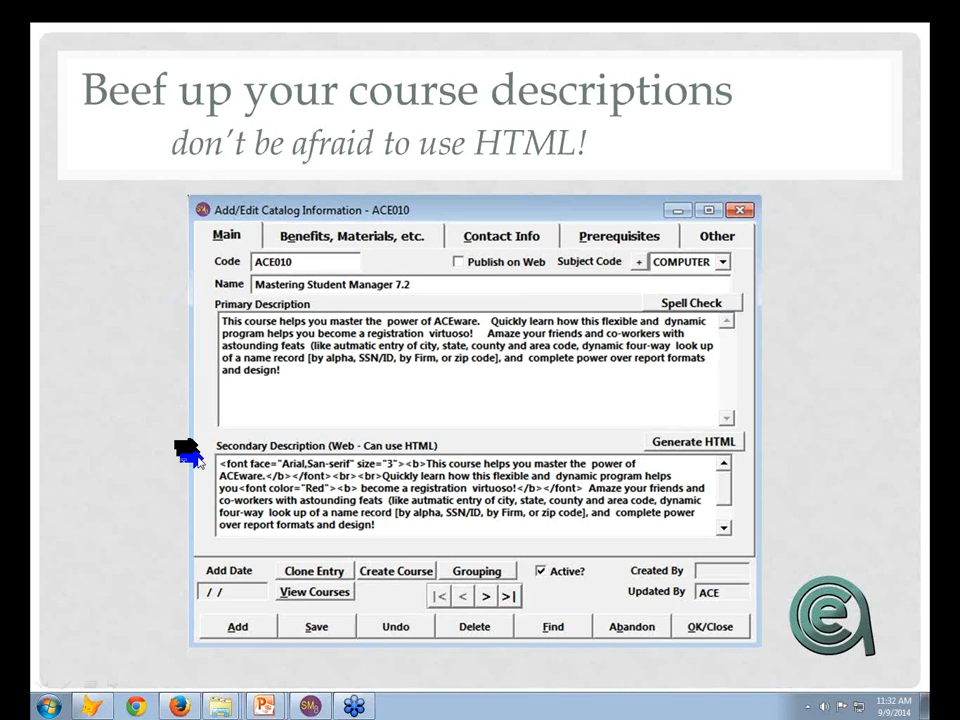 Beef up your course descriptions
don't be afraid to use HTML!
Add/Edit Catalog Information - ACE010
Main Benefits, Materials, etc. Contact Info Prerequisites Other
Code ACE010 Publish on Web Subject Code + COMPUTER
Name Mastering Student Manager 7.2
Primary Description Spell Check
This course helps you master the power of ACEware. Quickly learn how this flexible and dynamic
program helps you become a registration virtuoso! Amaze your friends and co-workers with
astounding feats (like autmatic entry of city, state, county and area code, dynamic four-way look up
of a name record [by alpha, SSN/ID, by Firm, or zip code], and complete power over report formats
and design!
Secondary Description (Web - Can use HTML) Generate HTML
<font face="Arial,San-serif" size="3"><b>This course helps you master the power of
ACEware.</b></font><br><br>Quickly learn how this flexible and dynamic program helps
you<font color="Red"><b> become a registration virtuoso!</b></font> Amaze your friends and
co-workers with astounding feats (like autmatic entry of city, state, county and area code, dynamic
four-way look up of a name record [by alpha, SSN/ID, by Firm, or zip code], and complete power
over report formats and design!
Add Date Clone Entry Create Course Grouping Active? Created By
/ / View Courses |< < > >| Updated By ACE
Add Save Undo Delete Find Abandon OK/Close
11:32 AM
9/9/2014